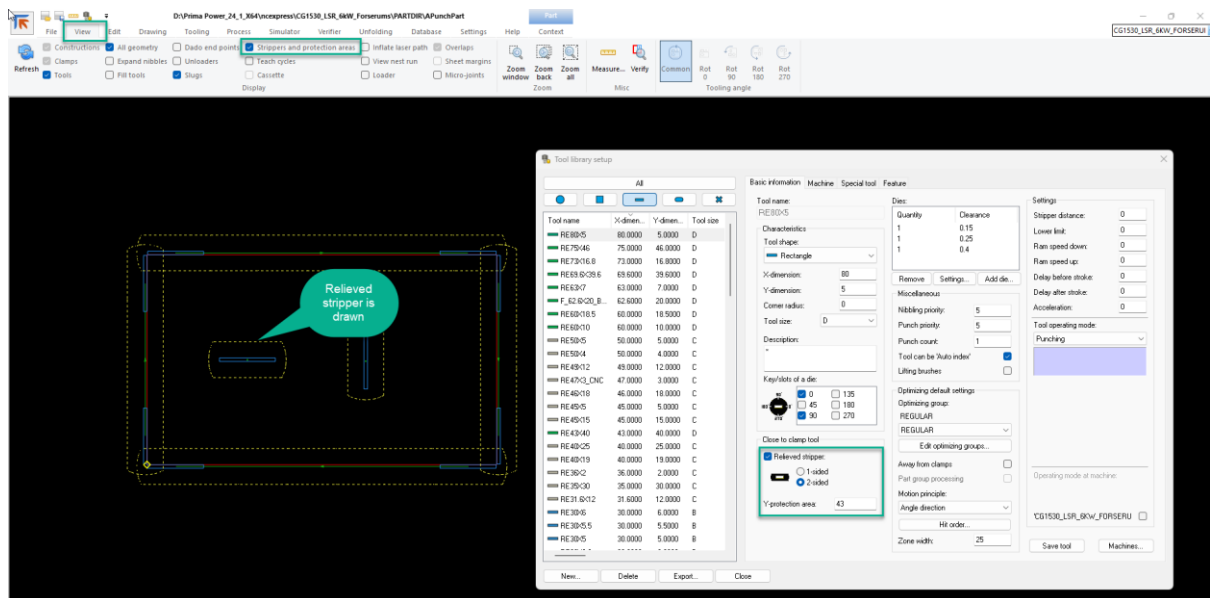 D:\Prima Power_24_1_X64\ncexpress\CG1530_LSR_6kW_Forserums\PARTDIR\APunchPart
Part
File View Edit Drawing Tooling Process Simulator Verifier Unfolding Database Settings Help Context
CG1530_LSR_6KW_FORSERUI
Constructions All geometry Dado end points Strippers and protection areas Inflate laser path Overlaps
Clamps Expand nibbles Unloaders Teach cycles View nest run Sheet margins
Tools Fill tools Slugs Cassette Loader Micro-joints
Refresh
Zoom window Zoom back Zoom all Measure... Verify Common Rot 0 Rot 90 Rot 180 Rot 270
Display Zoom Misc Tooling angle
Relieved
stripper is
drawn
Tool library setup
All
Tool name X-dimen... Y-dimen... Tool size
RE80X5 80.0000 5.0000 D
RE75X46 75.0000 46.0000 D
RE73X16.8 73.0000 16.8000 D
RE69.6X39.6 69.6000 39.6000 D
RE63X7 63.0000 7.0000 D
F_62.6X20_B... 62.6000 20.0000 D
RE60X18.5 60.0000 18.5000 D
RE60X10 60.0000 10.0000 D
RE50X5 50.0000 5.0000 C
RE50X4 50.0000 4.0000 C
RE49X12 49.0000 12.0000 C
RE47X3_CNC 47.0000 3.0000 C
RE46X18 46.0000 18.0000 C
RE45X5 45.0000 5.0000 C
RE45X15 45.0000 15.0000 C
RE43X40 43.0000 40.0000 D
RE40X25 40.0000 25.0000 C
RE40X19 40.0000 19.0000 C
RE36X2 36.0000 2.0000 C
RE35X30 35.0000 30.0000 C
RE31.6X12 31.6000 12.0000 C
RE30X6 30.0000 6.0000 B
RE30X5.5 30.0000 5.5000 B
RE30X5 30.0000 5.0000 B
New... Delete Export... Close
Basic information Machine Special tool Feature
Tool name:
RE80X5
Characteristics
Tool shape:
Rectangle
X-dimension: 80
Y-dimension: 5
Corner radius: 0
Tool size: D
Description:
Key/slots of a die:
0 135
45 180
90 270
Close to clamp tool
Relieved stripper:
1-sided
2-sided
Y-protection area: 43
Dies:
Quantity Clearance
1 0.15
1 0.25
1 0.4
Remove Settings... Add die...
Miscellaneous
Nibbling priority: 5
Punch priority: 5
Punch count: 1
Tool can be 'Auto index'
Lifting brushes
Optimizing default settings
Optimizing group:
REGULAR
REGULAR
Edit optimizing groups...
Away from clamps
Part group processing
Motion principle:
Angle direction
Hit order...
Zone width: 25
Settings
Stripper distance: 0
Lower limit: 0
Ram speed down: 0
Ram speed up: 0
Delay before stroke: 0
Delay after stroke: 0
Acceleration: 0
Tool operating mode:
Punching
Operating mode at machine:
'CG1530_LSR_6KW_FORSERU
Save tool Machines...